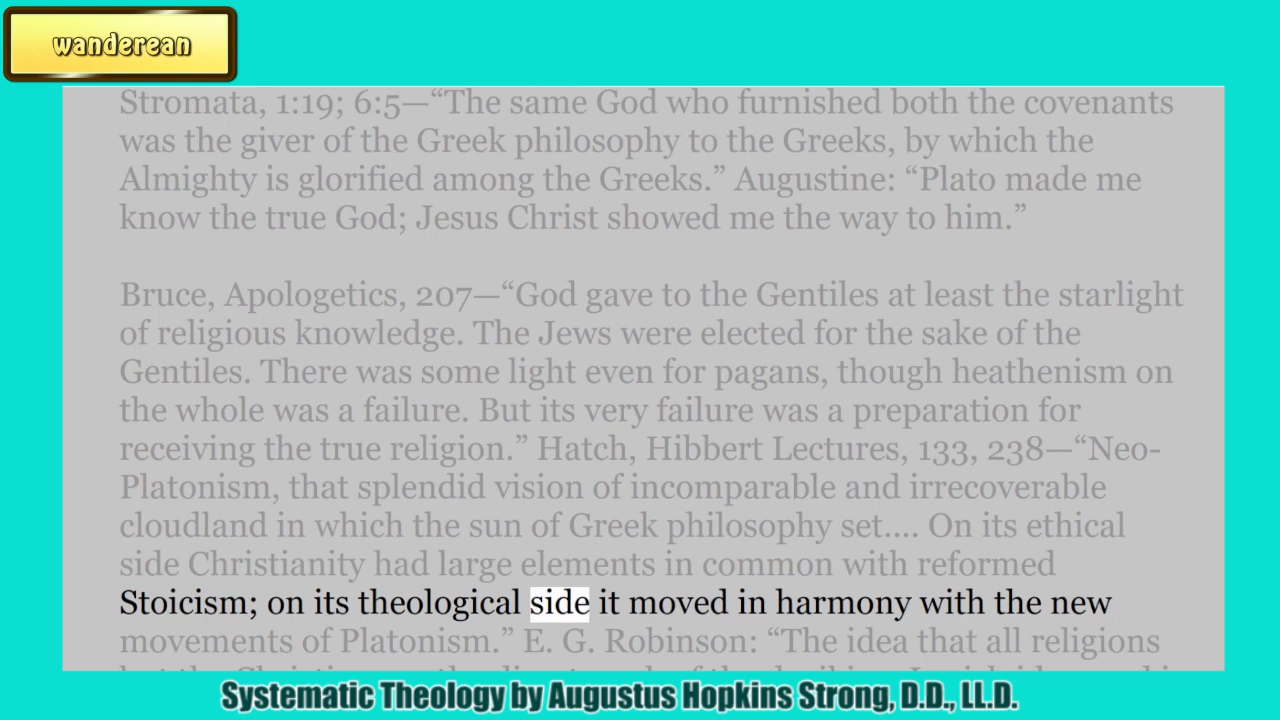 wanderean
Stromata, 1:19; 6:5—“The same God who furnished both the covenants
was the giver of the Greek philosophy to the Greeks, by which the
Almighty is glorified among the Greeks.” Augustine: “Plato made me
know the true God; Jesus Christ showed me the way to him.”
Bruce, Apologetics, 207—“God gave to the Gentiles at least the starlight
of religious knowledge. The Jews were elected for the sake of the
Gentiles. There was some light even for pagans, though heathenism on
the whole was a failure. But its very failure was a preparation for
receiving the true religion.” Hatch, Hibbert Lectures, 133, 238—“Neo-
Platonism, that splendid vision of incomparable and irrecoverable
cloudland in which the sun of Greek philosophy set.... On its ethical
side Christianity had large elements in common with reformed
Stoicism; on its theological side it moved in harmony with the new
movements of Platonism.” E. G. Robinson: “The idea that all religions
Systematic Theology by Augustus Hopkins Strong, D.D., LL.D.